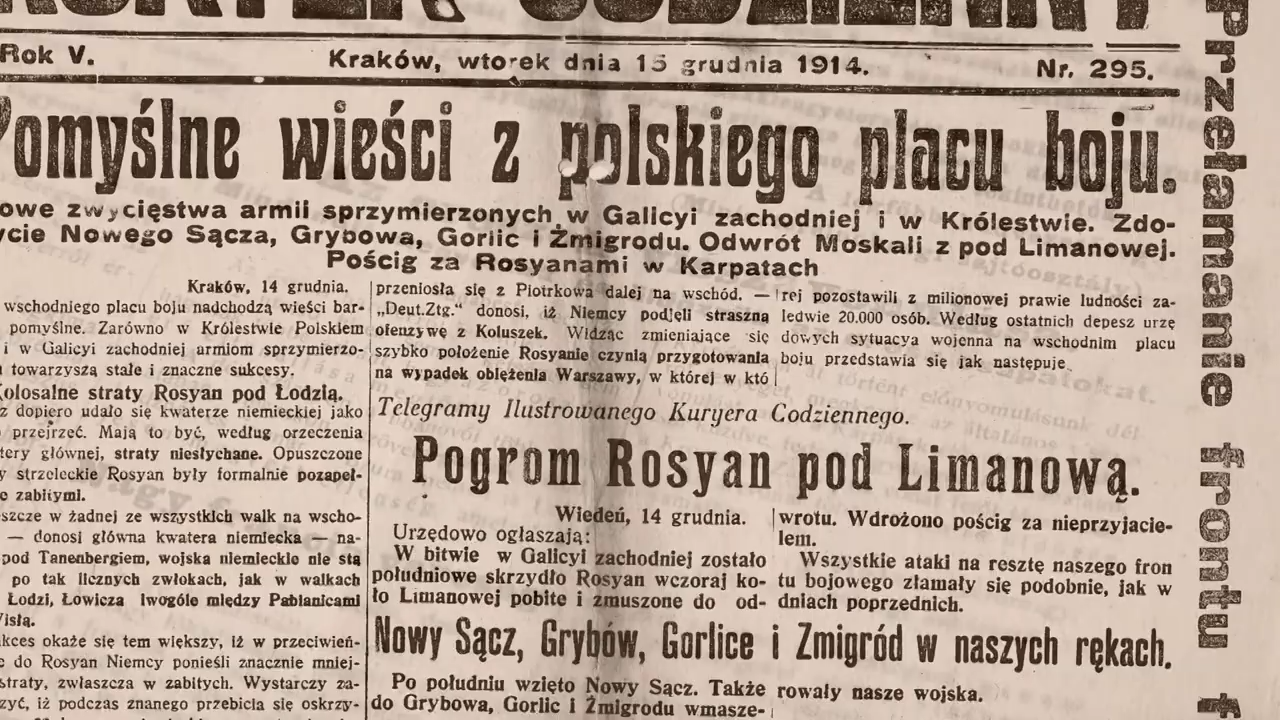 Rok V.
Kraków, wtorek dnia 15 grudnia 1914.
Nr. 295.
Pomyślne wieści z polskiego placu boju.
owe zwycięstwa armii sprzymierzonych w Galicyi zachodniej i w Królestwie. Zdo-
ycie Nowego Sącza, Grybowa, Gorlic i Żmigrodu. Odwrót Moskali z pod Limanowej.
Pościg za Rosyanami w Karpatach
Kraków, 14 grudnia.
wschodniego placu boju nadchodzą wieści bar-
pomyślne. Zarówno w Królestwie Polskiem
i w Galicyi zachodniej armiom sprzymierzo-
towarzyszą stałe i znaczne sukcesy.
Kolosalne straty Rosyan pod Łodzią.
z dopiero udało się kwaterze niemieckiej jako
przejrzeć. Mają to być, według orzeczenia
tery głównej, straty niesłychane. Opuszczone
y strzeleckie Rosyan były formalnie pozapeł-
e zabitymi.
szcze w żadnej ze wszystkich walk na wscho-
— donosi główna kwatera niemiecka — na-
pod Tanenbergiem, wojska niemieckie nie stą
po tak licznych zwłokach, jak w walkach
Łodzi, Łowicza iwogóle między Pabianicami
Wisłą.
ukces okaże się tem większy, iż w przeciwień-
e do Rosyan Niemcy ponieśli znacznie mniej-
straty, zwłaszcza w zabitych. Wystarczy za-
zyć, iż podczas znanego przebicia się oskrzy-
przeniosła się z Piotrkowa dalej na wschód. —
„Deut.Ztg.“ donosi, iż Niemcy podjęli straszną
ofenzywę z Koluszek. Widząc zmieniające się
szybko położenie Rosyanie czynią przygotowania
na wypadek oblężenia Warszawy, w której w któ
rej pozostawili z milionowej prawie ludności za-
ledwie 20.000 osób. Według ostatnich depesz urzę
dowych sytuacya wojenna na wschodnim placu
boju przedstawia się jak następuje.
Telegramy Ilustrowanego Kuryera Codziennego.
Pogrom Rosyan pod Limanową.
Wiedeń, 14 grudnia.
Urzędowo ogłaszają:
W bitwie w Galicyi zachodniej zostało
południowe skrzydło Rosyan wczoraj ko-
ło Limanowej pobite i zmuszone do od-
wrotu. Wdrożono pościg za nieprzyjacie-
lem.
Wszystkie ataki na resztę naszego fron
tu bojowego złamały się podobnie, jak w
dniach poprzednich.
Nowy Sącz, Grybów, Gorlice i Zmigród w naszych rękach.
Po południu wzięto Nowy Sącz. Także
do Grybowa, Gorlic i Żmigrodu wmasze-
rowały nasze wojska.
Przełamanie frontu